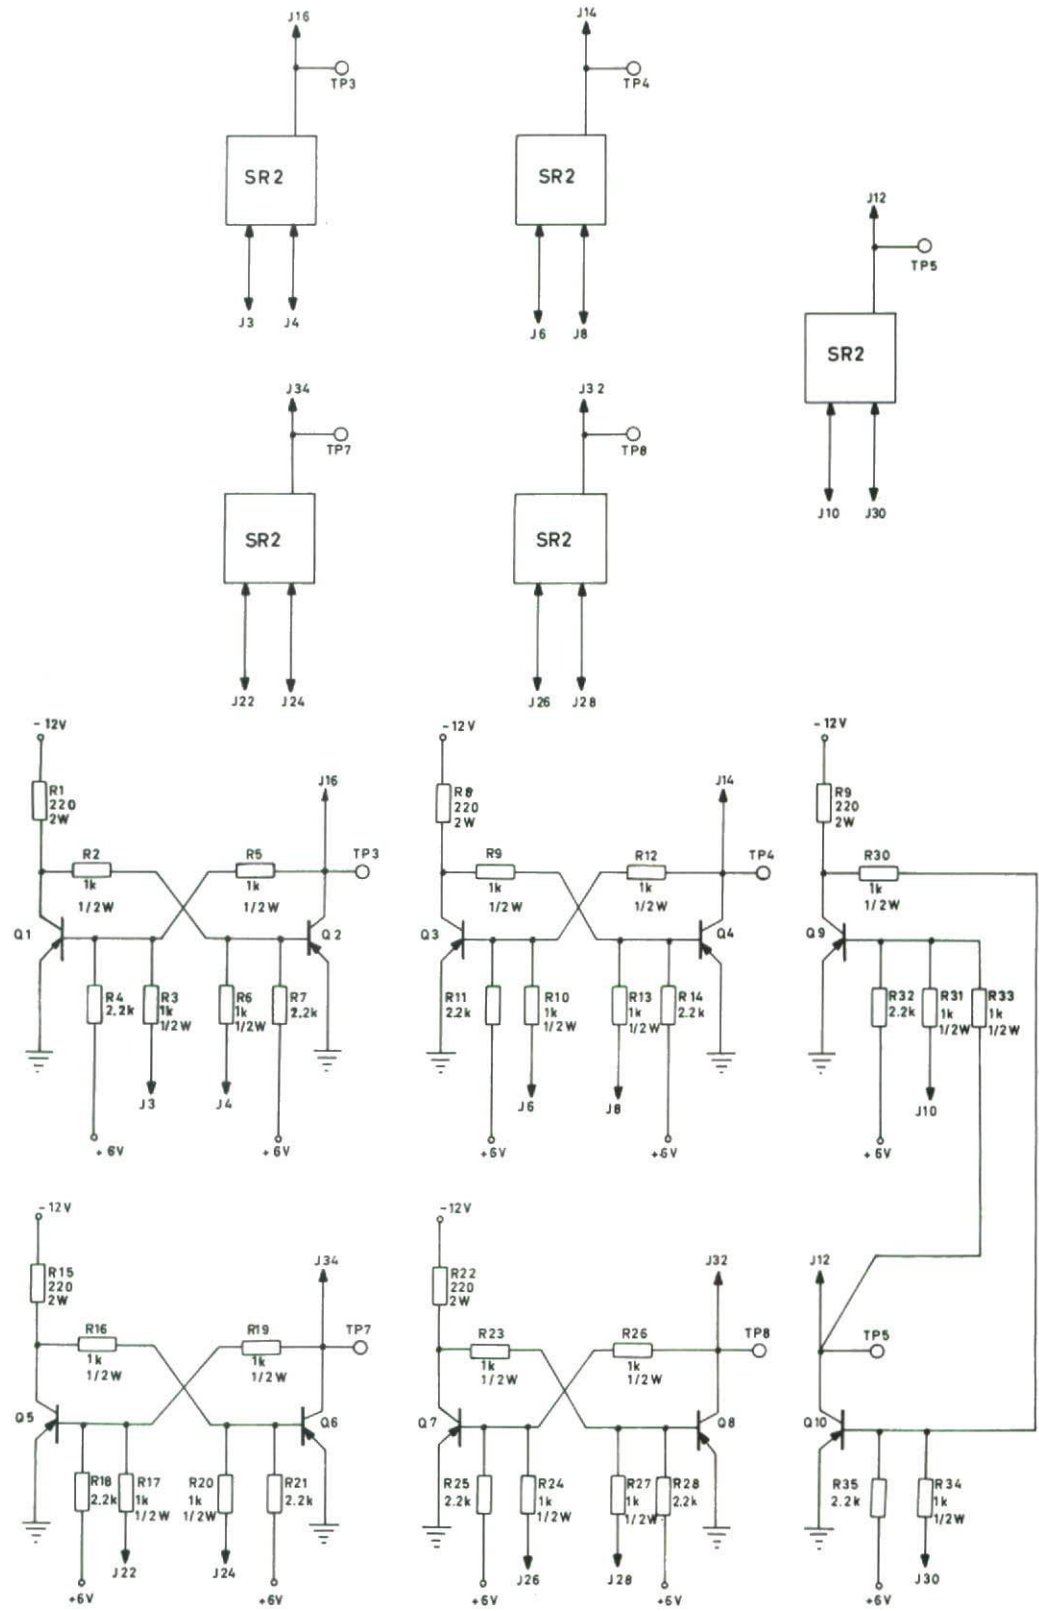 J16
J14
TP3
TP4
SR2
SR2
J12
TP5
J3 J4
J6 J8
SR2
J34
J32
TP7
TP8
J10 J30
SR2
SR2
J22 J24
J26 J28
-12V
R1
220
2W
J16
R2
1k
1/2W
R5
1k
1/2W
TP3
Q1
Q2
R4
2.2k
R3
1k
1/2W
R6
1k
1/2W
R7
2.2k
J3
J4
+6V
+6V
-12V
R8
220
2W
J14
R9
1k
1/2W
R12
1k
1/2W
TP4
Q3
Q4
R11
2.2k
R10
1k
1/2W
R13
1k
1/2W
R14
2.2k
J6
J8
+6V
+6V
-12V
R9
220
2W
R30
1k
1/2W
Q9
R32
2.2k
R31
1k
1/2W
R33
1k
1/2W
J10
+6V
-12V
R15
220
2W
J34
R16
1k
1/2W
R19
1k
1/2W
TP7
Q5
Q6
R18
2.2k
R17
1k
1/2W
R20
1k
1/2W
R21
2.2k
J22
J24
+6V
+6V
-12V
R22
220
2W
J32
R23
1k
1/2W
R26
1k
1/2W
TP8
Q7
Q8
R25
2.2k
R24
1k
1/2W
R27
1k
1/2W
R28
2.2k
J26
J28
+6V
+6V
J12
TP5
Q10
R35
2.2k
R34
1k
1/2W
J30
+6V